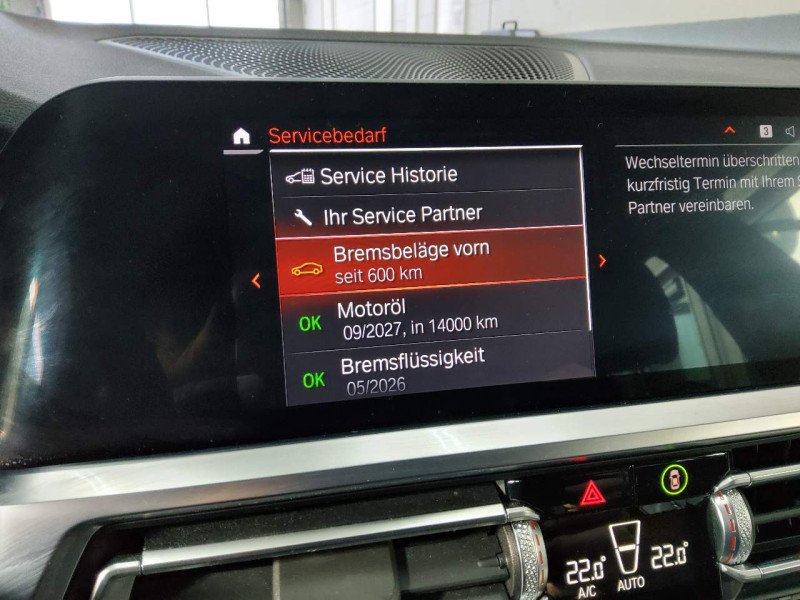 Servicebedarf
Service Historie
Ihr Service Partner
Bremsbeläge vorn
seit 600 km
OK
Motoröl
09/2027, in 14000 km
OK
Bremsflüssigkeit
05/2026
3
Wechseltermin überschritten
kurzfristig Termin mit Ihrem
Partner vereinbaren.
22.0°
A/C
AUTO
22.0°